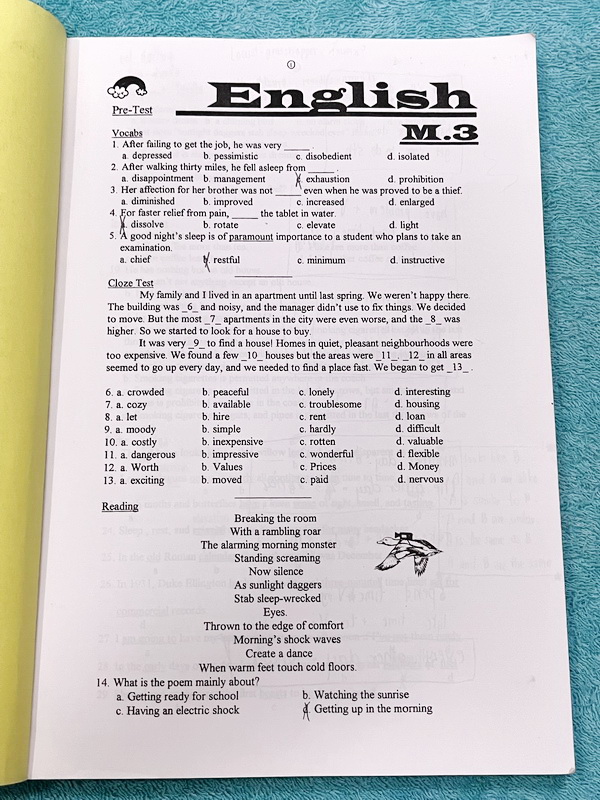 1
English
Pre-Test
M.3
Vocabs
1. After failing to get the job, he was very _____ .
a. depressed b. pessimistic c. disobedient d. isolated
2. After walking thirty miles, he fell asleep from _____ .
a. disappointment b. management c. exhaustion d. prohibition
3. Her affection for her brother was not _____ even when he was proved to be a thief.
a. diminished b. improved c. increased d. enlarged
4. For faster relief from pain, _____ the tablet in water.
a. dissolve b. rotate c. elevate d. light
5. A good night's sleep is of paramount importance to a student who plans to take an
examination.
a. chief b. restful c. minimum d. instructive
Cloze Test
My family and I lived in an apartment until last spring. We weren't happy there.
The building was _6_ and noisy, and the manager didn't use to fix things. We decided
to move. But the most _7_ apartments in the city were even worse, and the _8_ was
higher. So we started to look for a house to buy.
It was very _9_ to find a house! Homes in quiet, pleasant neighbourhoods were
too expensive. We found a few _10_ houses but the areas were _11_ . _12_ in all areas
seemed to go up every day, and we needed to find a place fast. We began to get _13_ .
6. a. crowded b. peaceful c. lonely d. interesting
7. a. cozy b. available c. troublesome d. housing
8. a. let b. hire c. rent d. loan
9. a. moody b. simple c. hardly d. difficult
10. a. costly b. inexpensive c. rotten d. valuable
11. a. dangerous b. impressive c. wonderful d. flexible
12. a. Worth b. Values c. Prices d. Money
13. a. exciting b. moved c. paid d. nervous
Reading
Breaking the room
With a rambling roar
The alarming morning monster
Standing screaming
Now silence
As sunlight daggers
Stab sleep-wrecked
Eyes.
Thrown to the edge of comfort
Morning's shock waves
Create a dance
When warm feet touch cold floors.
14. What is the poem mainly about?
a. Getting ready for school b. Watching the sunrise
c. Having an electric shock d. Getting up in the morning